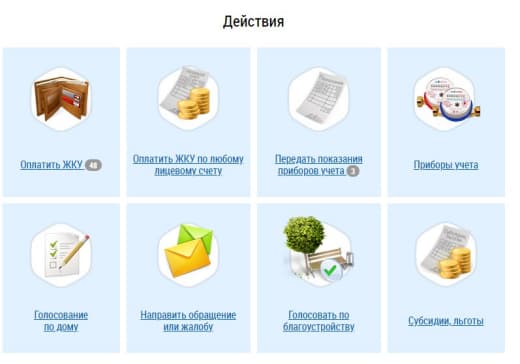 Действия
Оплатить ЖКУ 48
Оплатить ЖКУ по любому
лицевому счету
Передать показания
приборов учета 3
Приборы учета
Голосование
по дому
Направить обращение
или жалобу
Голосовать по
благоустройству
Субсидии, льготы